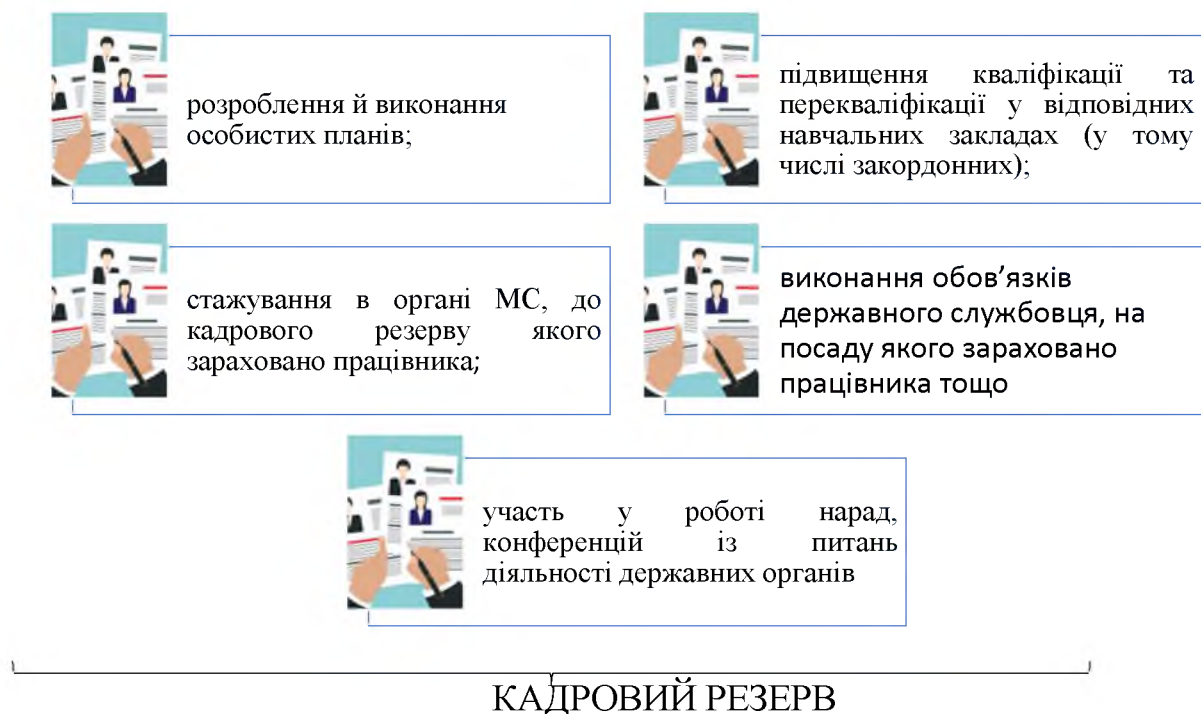 розроблення й виконання
особистих планів;
підвищення кваліфікації та
перекваліфікації у відповідних
навчальних закладах (у тому
числі закордонних);
стажування в органі МС, до
кадрового резерву якого
зараховано працівника;
виконання обов’язків
державного службовця, на
посаду якого зараховано
працівника тощо
участь у роботі нарад,
конференцій із питань
діяльності державних органів
КАДРОВИЙ РЕЗЕРВ